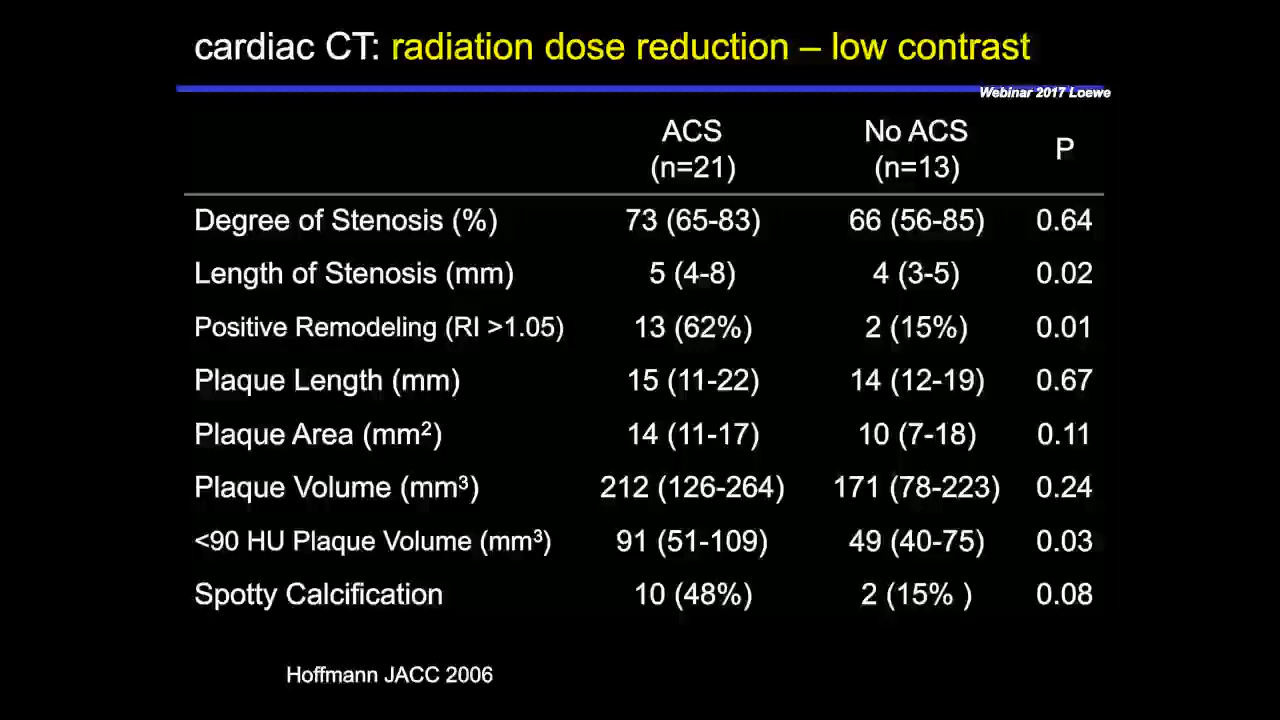 cardiac CT: radiation dose reduction – low contrast
Webinar 2017 Loewe
ACS (n=21) No ACS (n=13) P
Degree of Stenosis (%) 73 (65-83) 66 (56-85) 0.64
Length of Stenosis (mm) 5 (4-8) 4 (3-5) 0.02
Positive Remodeling (RI >1.05) 13 (62%) 2 (15%) 0.01
Plaque Length (mm) 15 (11-22) 14 (12-19) 0.67
Plaque Area (mm²) 14 (11-17) 10 (7-18) 0.11
Plaque Volume (mm³) 212 (126-264) 171 (78-223) 0.24
<90 HU Plaque Volume (mm³) 91 (51-109) 49 (40-75) 0.03
Spotty Calcification 10 (48%) 2 (15% ) 0.08
Hoffmann JACC 2006